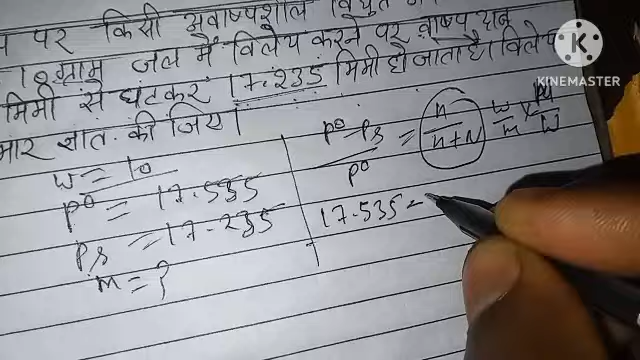 पर किसी अवाष्पशील विद्युत
ग्राम जल में विलेय करने पर वाष्प दाब
मिमी से घटकर 17.235 मिमी हो जाता है। विलेय
ज्ञात कीजिए।
w = 10
p° = 17.535
ps = 17.235
m = ?
p° - ps / p° = n / n+N w/m × M/W
17.535 -
KINEMASTER